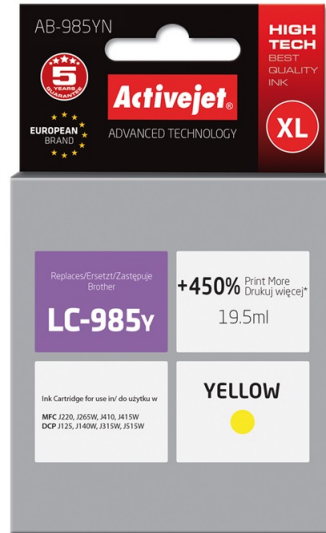 AB-985YN
5
YEARS
GUARANTEE
EUROPEAN
BRAND
Activejet®
ADVANCED TECHNOLOGY
HIGH
TECH
BEST
QUALITY
INK
XL
Replaces/Ersetzt/Zastępuje
Brother
LC-985Y
+450% Print More
Drukuj więcej*
19.5ml
Ink Cartridge for use in/ do użytku w
MFC J220, J265W, J410, J415W
DCP J125, J140W, J315W, J515W
YELLOW